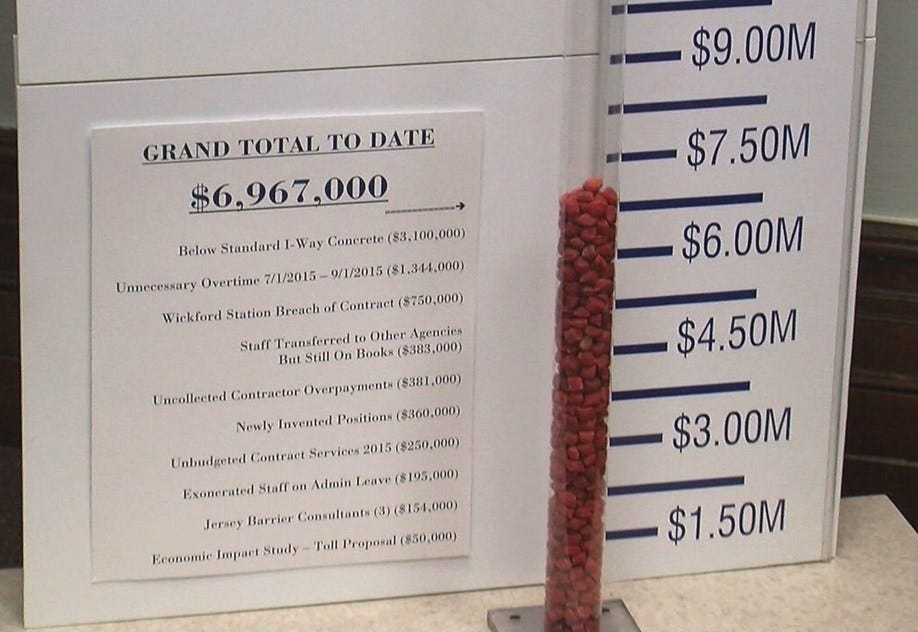 GRAND TOTAL TO DATE
$6,967,000
Below Standard I-Way Concrete ($3,100,000)
Unnecessary Overtime 7/1/2015 – 9/1/2015 ($1,344,000)
Wickford Station Breach of Contract ($750,000)
Staff Transferred to Other Agencies
But Still On Books ($383,000)
Uncollected Contractor Overpayments ($381,000)
Newly Invented Positions ($360,000)
Unbudgeted Contract Services 2015 ($250,000)
Exonerated Staff on Admin Leave ($195,000)
Jersey Barrier Consultants (3) ($154,000)
Economic Impact Study – Toll Proposal ($50,000)
$9.00M
$7.50M
$6.00M
$4.50M
$3.00M
$1.50M